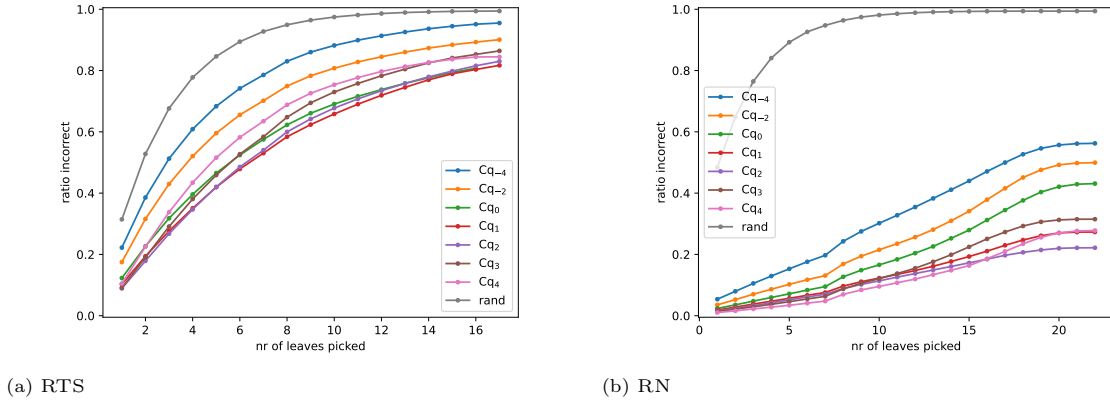 1.0
0.8
0.6
0.4
0.2
0.0
ratio incorrect
2 4 6 8 10 12 14 16
nr of leaves picked
Cq₋₄
Cq₋₂
Cq₀
Cq₁
Cq₂
Cq₃
Cq₄
rand
(a) RTS
1.0
0.8
0.6
0.4
0.2
0.0
ratio incorrect
0 5 10 15 20
nr of leaves picked
Cq₋₄
Cq₋₂
Cq₀
Cq₁
Cq₂
Cq₃
Cq₄
rand
(b) RN